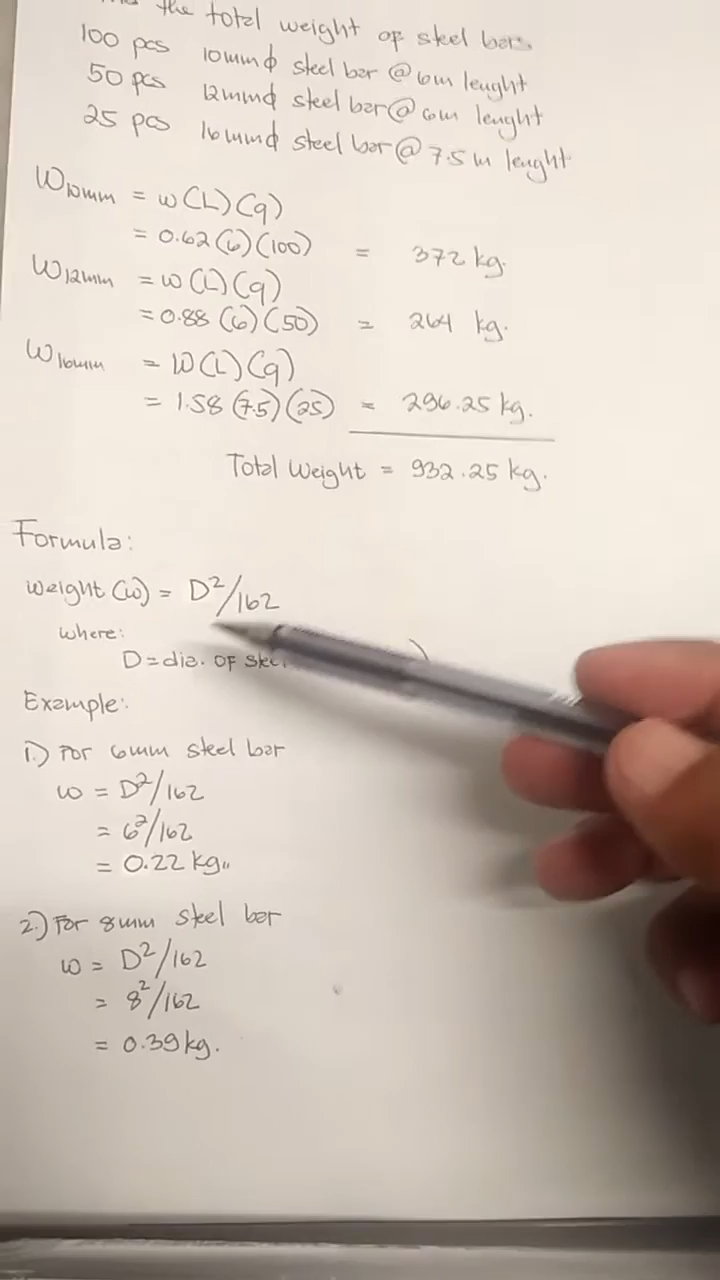 the total weight of steel bars.
100 pcs 10mmφ steel bar @ 6m lenght
50 pcs 12mmφ steel bar @ 6m lenght
25 pcs 16mmφ steel bar @ 7.5m lenght
W10mm = w(L)(q)
= 0.62(6)(100) = 372 kg.
W12mm = w(L)(q)
= 0.88(6)(50) = 264 kg.
W16mm = W(L)(q)
= 1.58(7.5)(25) = 296.25 kg.
Total Weight = 932.25 kg.
Formula:
Weight (w) = D²/162
where:
D = dia. OF
Example:
1.) For 6mm steel bar
w = D²/162
= 6²/162
= 0.22 kg.
2.) For 8mm steel bar
w = D²/162
= 8²/162
= 0.39 kg.